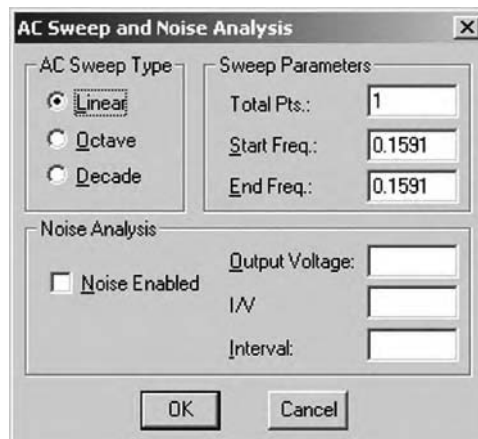 AC Sweep and Noise Analysis
AC Sweep Type
Linear
Octave
Decade
Sweep Parameters
Total Pts.: 1
Start Freq.: 0.1591
End Freq.: 0.1591
Noise Analysis
Noise Enabled
Output Voltage:
I/V
Interval:
OK
Cancel